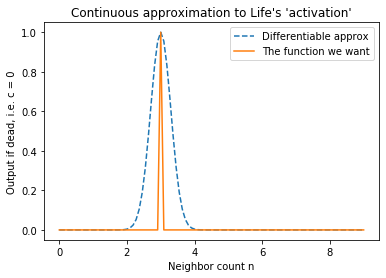 Continuous approximation to Life's 'activation'
Differentiable approx
The function we want
Output if dead, i.e. c = 0
1.0
0.8
0.6
0.4
0.2
0.0
0 2 4 6 8
Neighbor count n